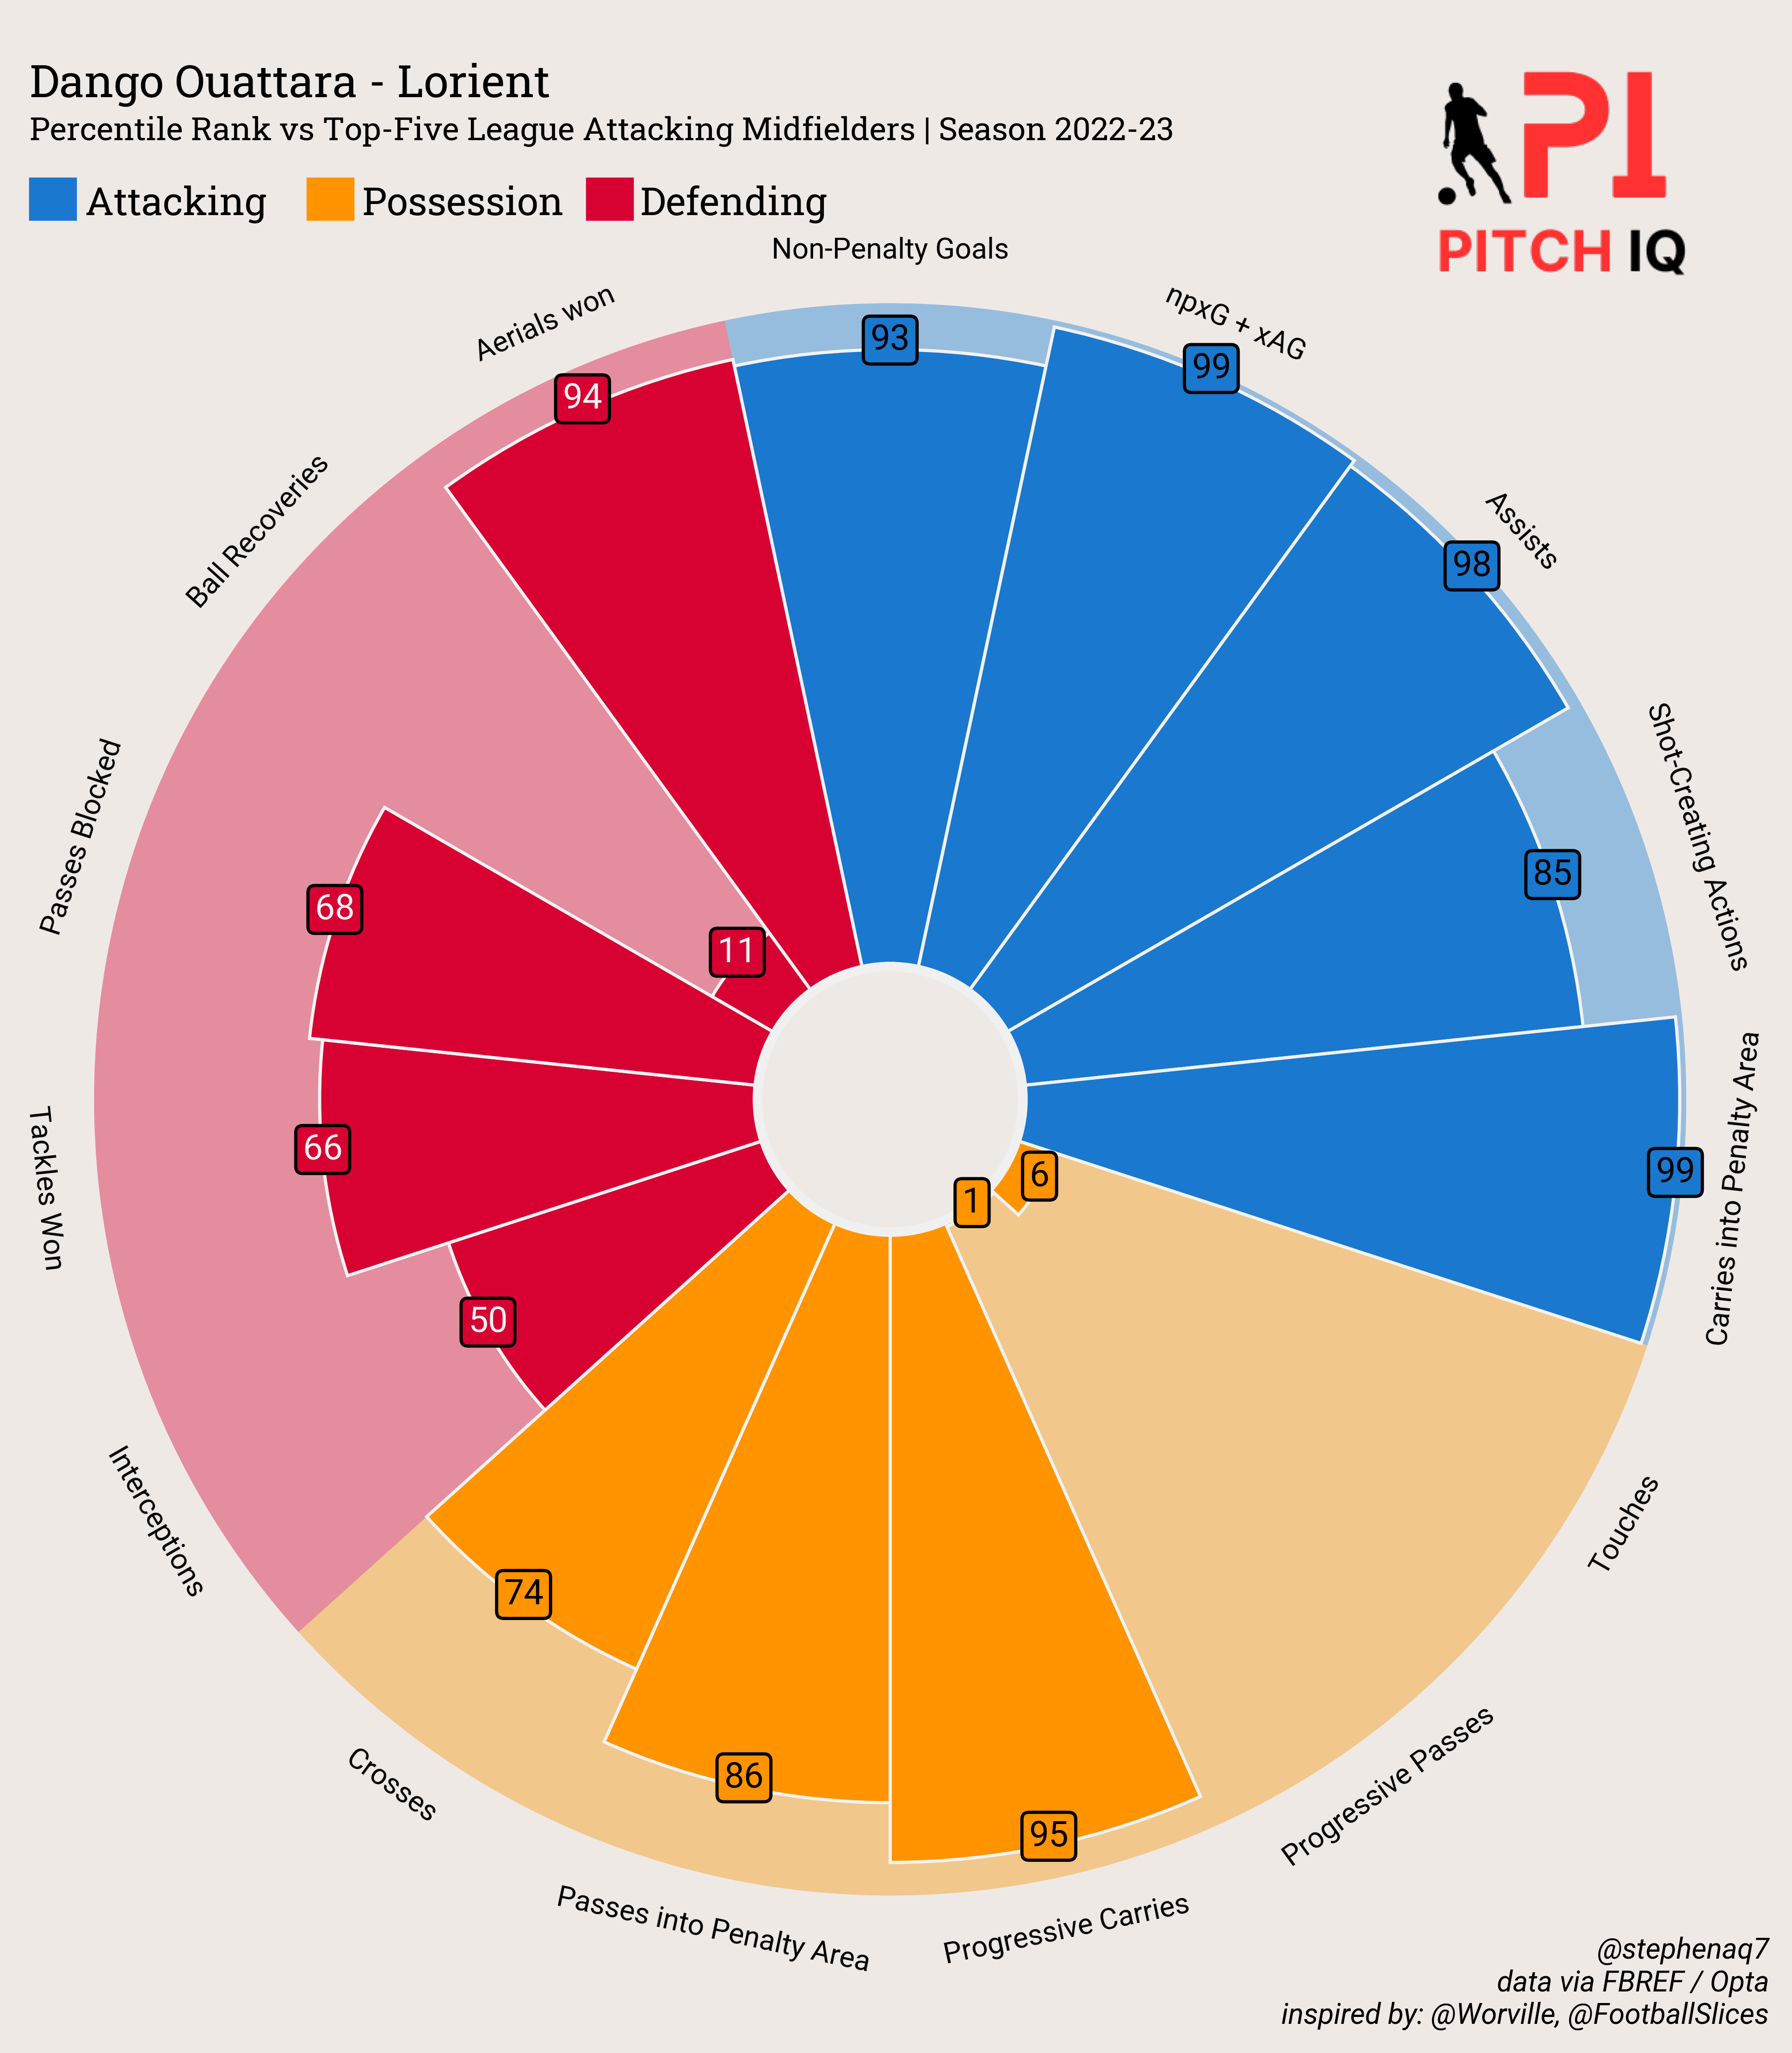 Dango Ouattara - Lorient
Percentile Rank vs Top-Five League Attacking Midfielders | Season 2022-23
Attacking
Possession
Defending
PI
PITCH IQ
Non-Penalty Goals
93
npxG + xAG
99
Assists
98
Shot-Creating Actions
85
Carries into Penalty Area
99
Touches
6
Progressive Passes
1
Progressive Carries
95
Passes into Penalty Area
86
Crosses
74
Interceptions
50
Tackles Won
66
Passes Blocked
68
Ball Recoveries
11
Aerials won
94
@stephenaq7
data via FBREF / Opta
inspired by: @Worville, @FootballSlices